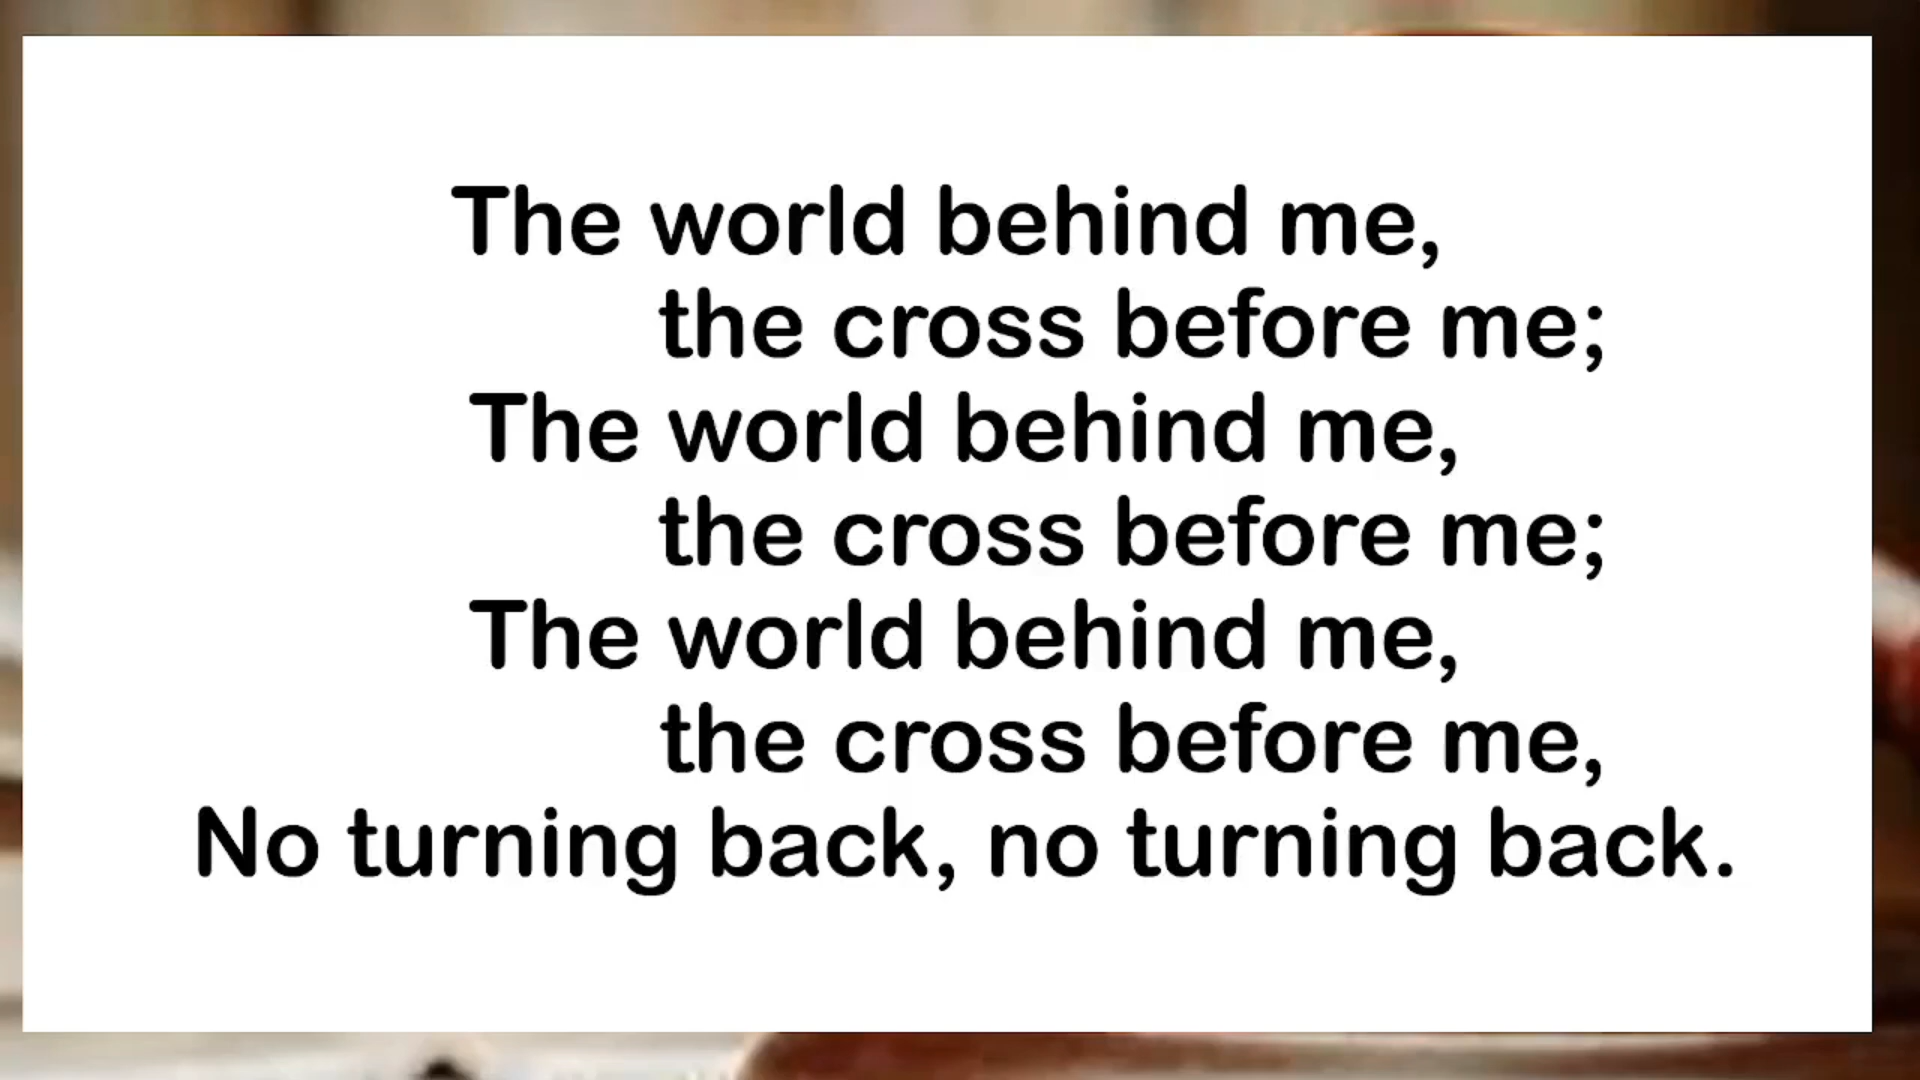 The world behind me,
the cross before me;
The world behind me,
the cross before me;
The world behind me,
the cross before me,
No turning back, no turning back.